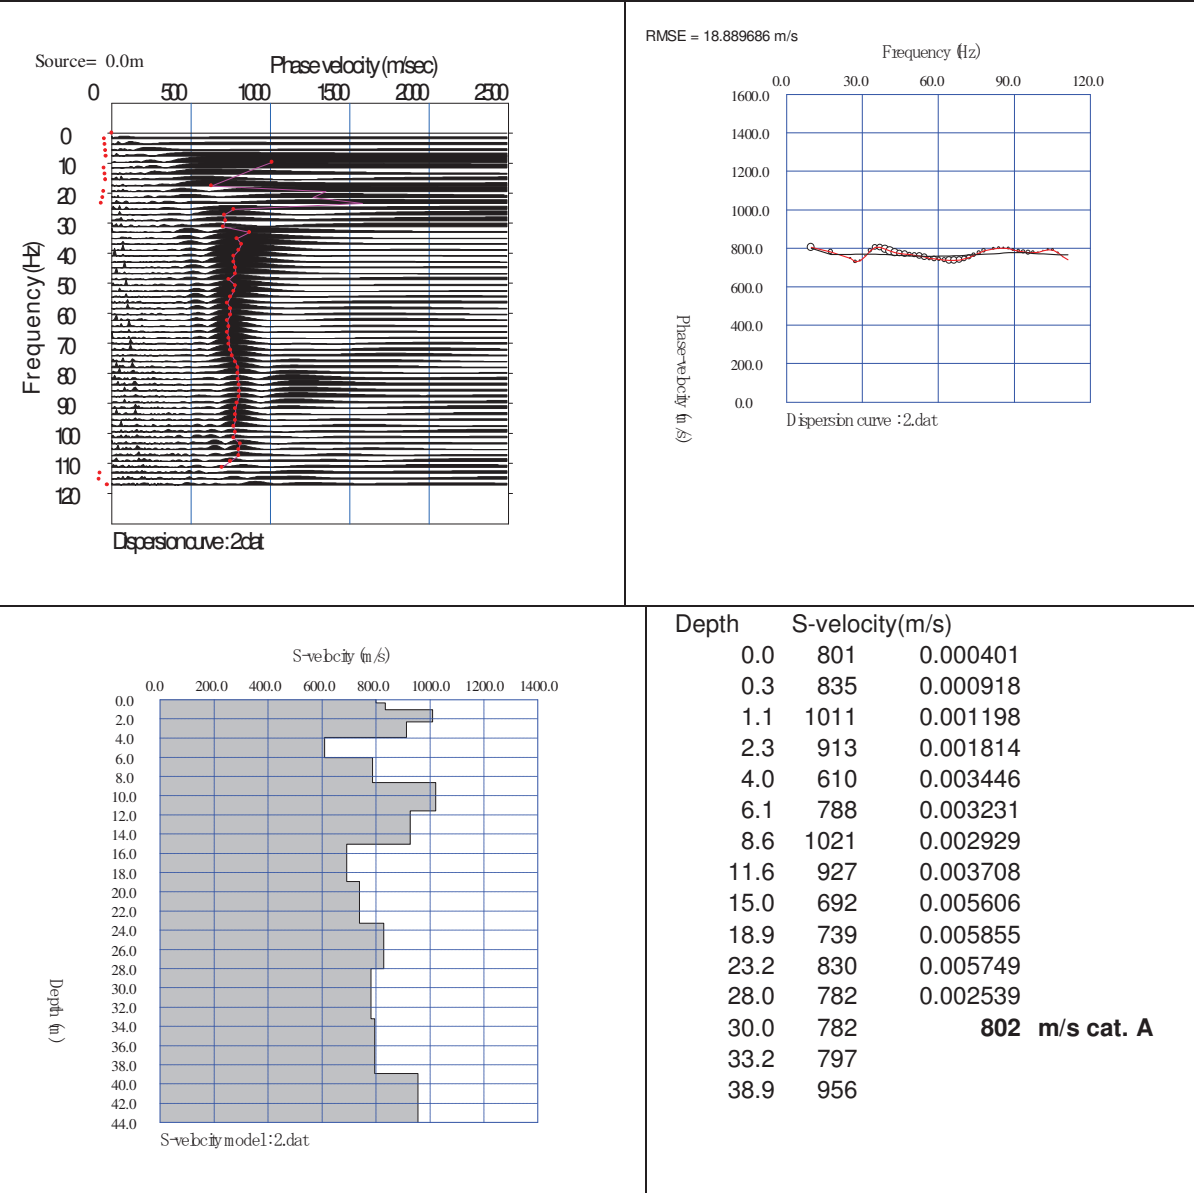 Source= 0.0m
Phase velocity (m/sec)
0 500 1000 1500 2000 2500
0
10
20
30
40
50
60
70
80
90
100
110
120
Frequency (Hz)
Dispersion curve : 2.dat
RMSE = 18.889686 m/s
Frequency (Hz)
0.0 30.0 60.0 90.0 120.0
1600.0
1400.0
1200.0
1000.0
800.0
600.0
400.0
200.0
0.0
Phase-velocity (m/s)
Dispersion curve : 2.dat
S-velocity (m/s)
0.0 200.0 400.0 600.0 800.0 1000.0 1200.0 1400.0
0.0
2.0
4.0
6.0
8.0
10.0
12.0
14.0
16.0
18.0
20.0
22.0
24.0
26.0
28.0
30.0
32.0
34.0
36.0
38.0
40.0
42.0
44.0
Depth (m)
S-velocity model : 2.dat
Depth S-velocity(m/s)
0.0 801 0.000401
0.3 835 0.000918
1.1 1011 0.001198
2.3 913 0.001814
4.0 610 0.003446
6.1 788 0.003231
8.6 1021 0.002929
11.6 927 0.003708
15.0 692 0.005606
18.9 739 0.005855
23.2 830 0.005749
28.0 782 0.002539
30.0 782 802 m/s cat. A
33.2 797
38.9 956